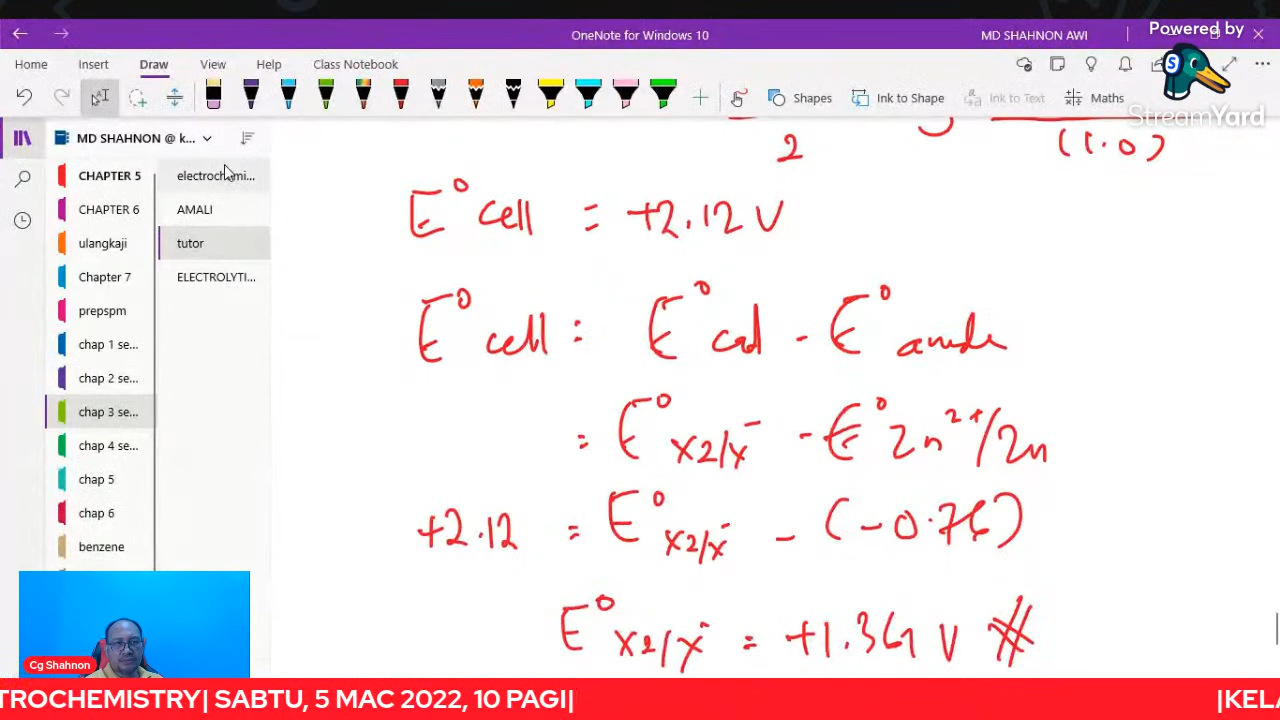 OneNote for Windows 10
MD SHAHNON AWI
Powered by
StreamYard
Home Insert Draw View Help Class Notebook
Shapes Ink to Shape Ink to Text Maths
MD SHAHNON @ k...
CHAPTER 5
CHAPTER 6
ulangkaji
Chapter 7
prepspm
chap 1 se...
chap 2 se...
chap 3 se...
chap 4 se...
chap 5
chap 6
benzene
electrochemi...
AMALI
tutor
ELECTROLYTI...
2 (1.0)
E° cell = +2.12 V
E° cell = E° cad - E° anode
= E° X2/X⁻ - E° Zn²⁺/Zn
+2.12 = E° X2/X⁻ - (-0.76)
E° X2/X⁻ = +1.36 V #
Cg Shahnon
TROCHEMISTRY| SABTU, 5 MAC 2022, 10 PAGI| |KELA